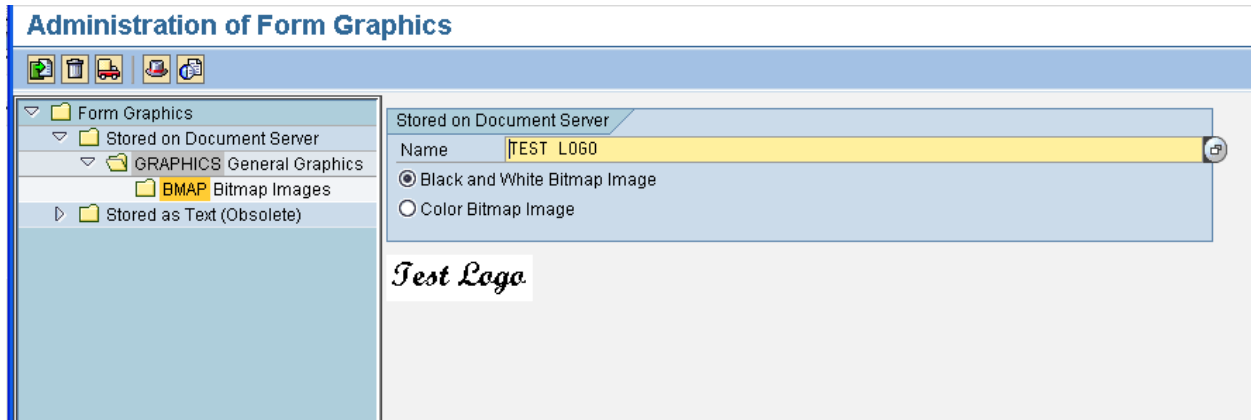 Administration of Form Graphics
Form Graphics
Stored on Document Server
GRAPHICS General Graphics
BMAP Bitmap Images
Stored as Text (Obsolete)
Stored on Document Server
Name TEST LOGO
Black and White Bitmap Image
Color Bitmap Image
Test Logo